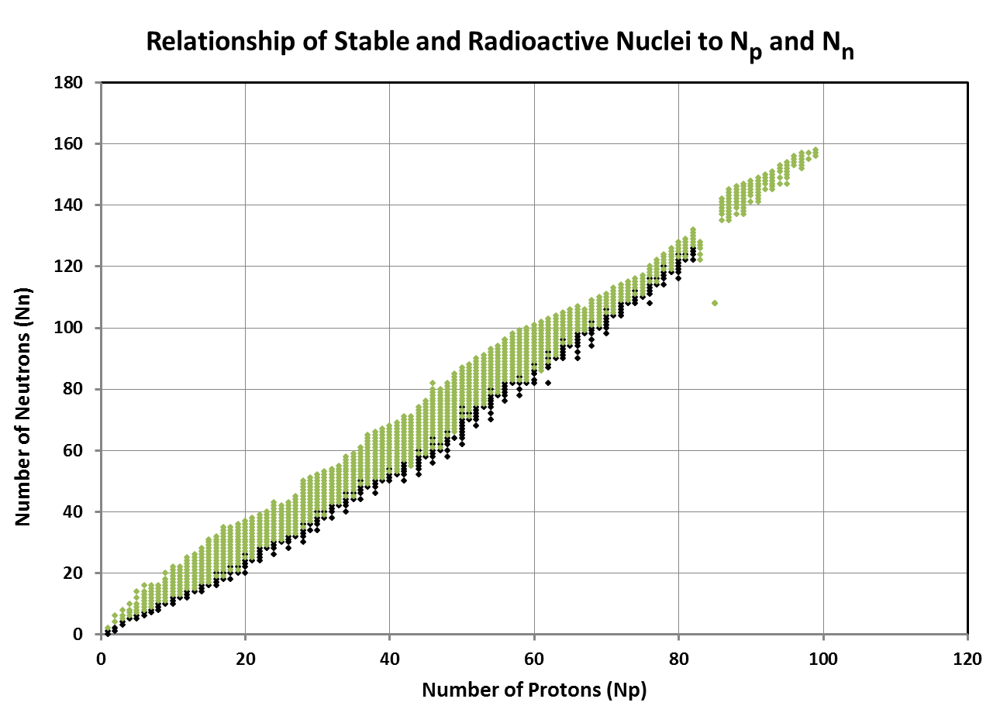 Relationship of Stable and Radioactive Nuclei to Np and Nn
180
160
140
120
100
80
60
40
20
0
0 20 40 60 80 100 120
Number of Neutrons (Nn)
Number of Protons (Np)